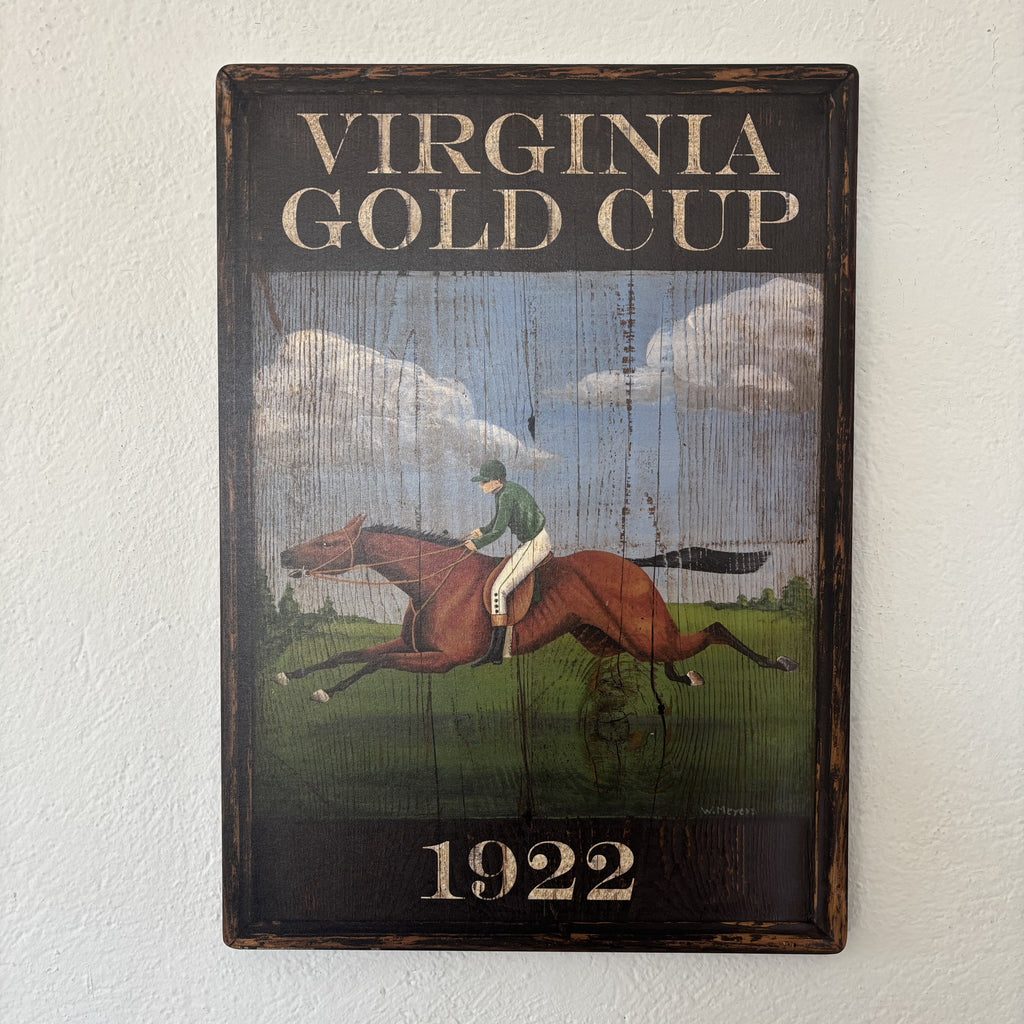 VIRGINIA
GOLD CUP
W. Meyers
1922